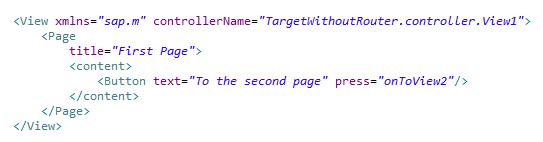 <View xmlns="sap.m" controllerName="TargetWithoutRouter.controller.View1">
    <Page
        title="First Page">
        <content>
            <Button text="To the second page" press="onToView2"/>
        </content>
    </Page>
</View>